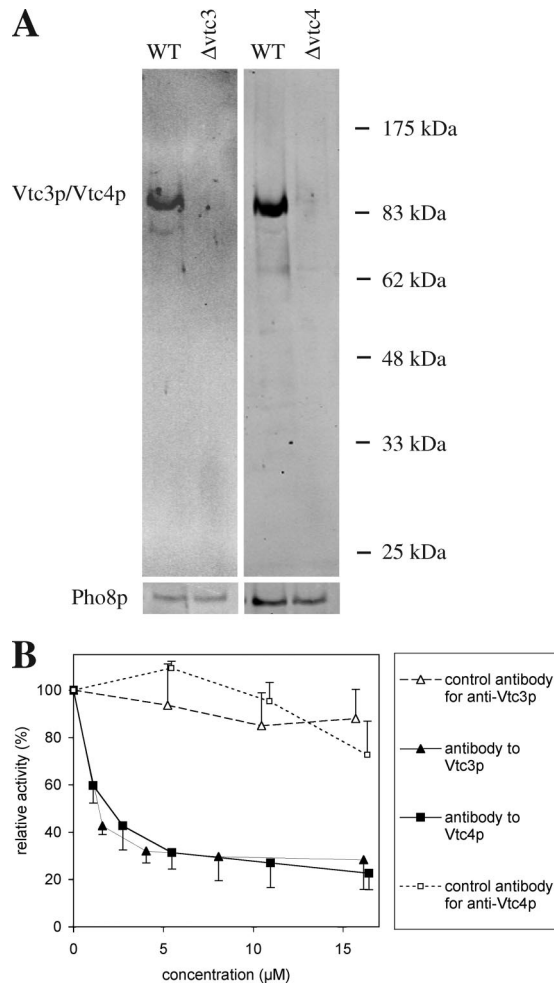 A
WT
Δvtc3
WT
Δvtc4
Vtc3p/Vtc4p
175 kDa
83 kDa
62 kDa
48 kDa
33 kDa
25 kDa
Pho8p
B
100
80
60
40
20
0
relative activity (%)
0
5
10
15
concentration (µM)
control antibody
for anti-Vtc3p
antibody to
Vtc3p
antibody to
Vtc4p
control antibody
for anti-Vtc4p